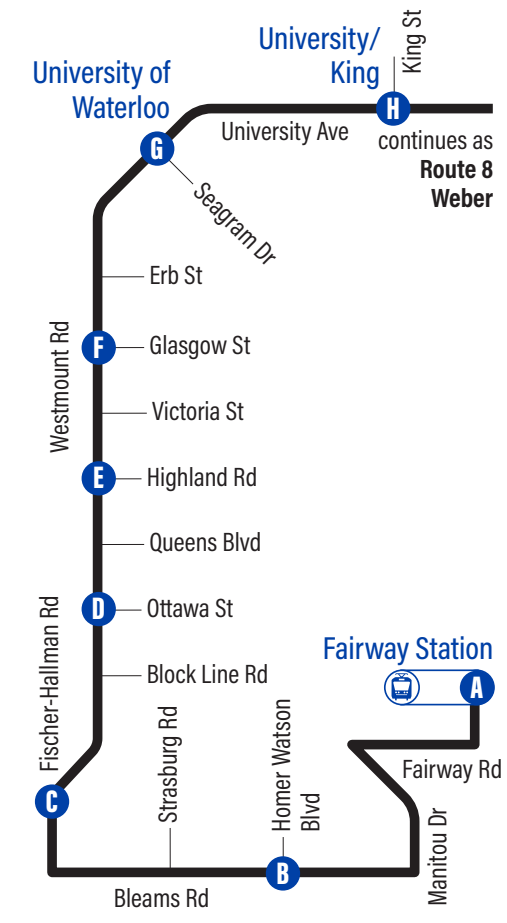 University/
King
King St
University of
Waterloo
H
University Ave
continues as
Route 8
Weber
G
Seagram Dr
Erb St
Westmount Rd
F
Glasgow St
Victoria St
E
Highland Rd
Queens Blvd
D
Ottawa St
Fischer-Hallman Rd
Block Line Rd
Fairway Station
A
Fairway Rd
Strasburg Rd
Homer Watson
Blvd
C
Manitou Dr
B
Bleams Rd